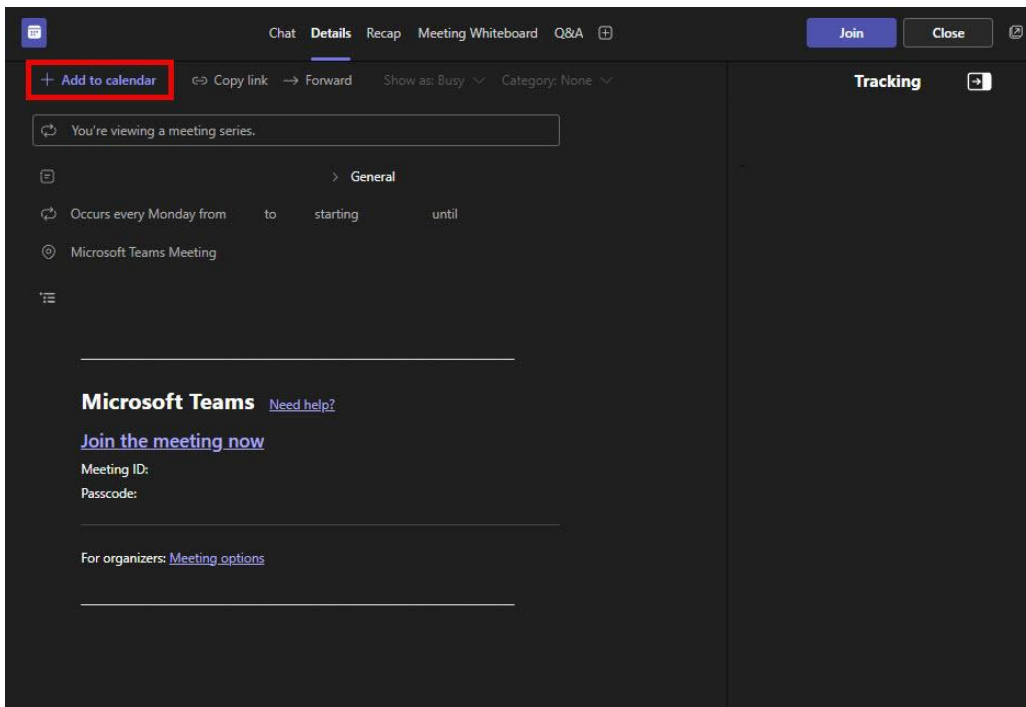 Chat Details Recap Meeting Whiteboard Q&A
Join Close
Add to calendar Copy link Forward Show as: Busy Category: None
Tracking
You're viewing a meeting series.
General
Occurs every Monday from to starting until
Microsoft Teams Meeting
Microsoft Teams Need help?
Join the meeting now
Meeting ID:
Passcode:
For organizers: Meeting options